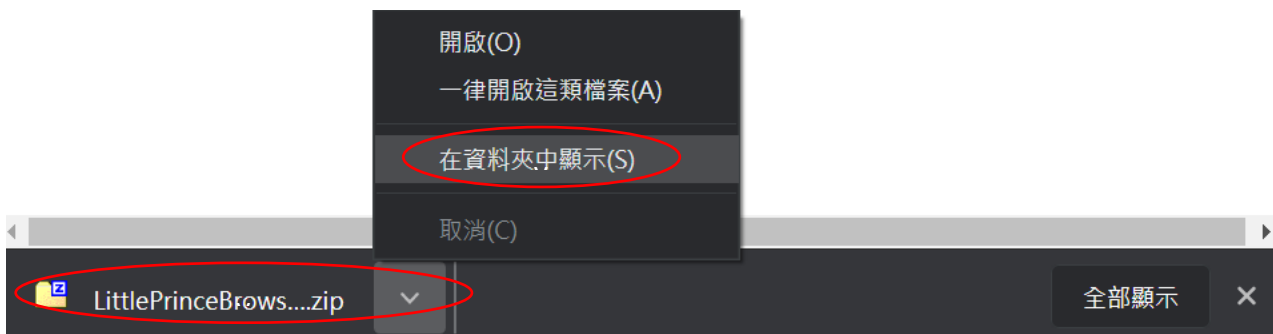 開啟(O)
一律開啟這類檔案(A)
在資料夾中顯示(S)
取消(C)
LittlePrinceBrows....zip
全部顯示